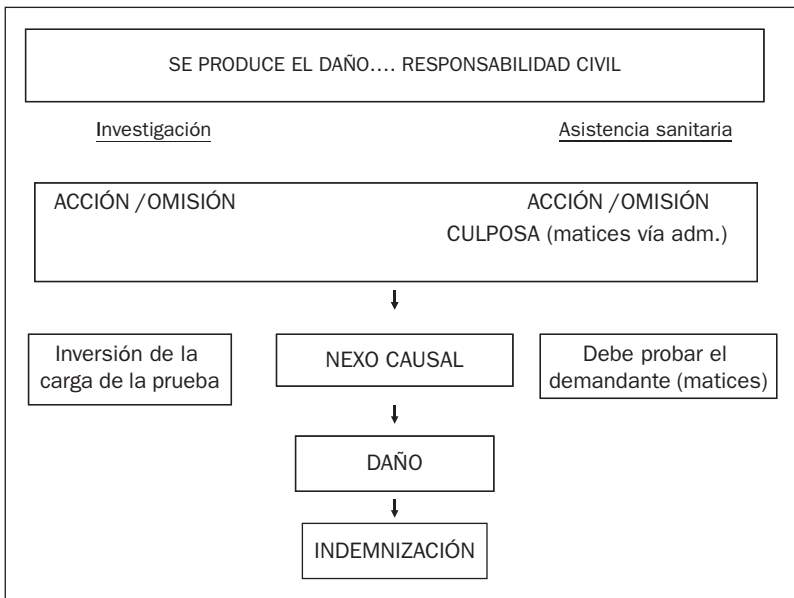 SE PRODUCE EL DAÑO.... RESPONSABILIDAD CIVIL
Investigación
Asistencia sanitaria
ACCIÓN /OMISIÓN
ACCIÓN /OMISIÓN
CULPOSA (matices vía adm.)
Inversión de la
carga de la prueba
NEXO CAUSAL
Debe probar el
demandante (matices)
DAÑO
INDEMNIZACIÓN